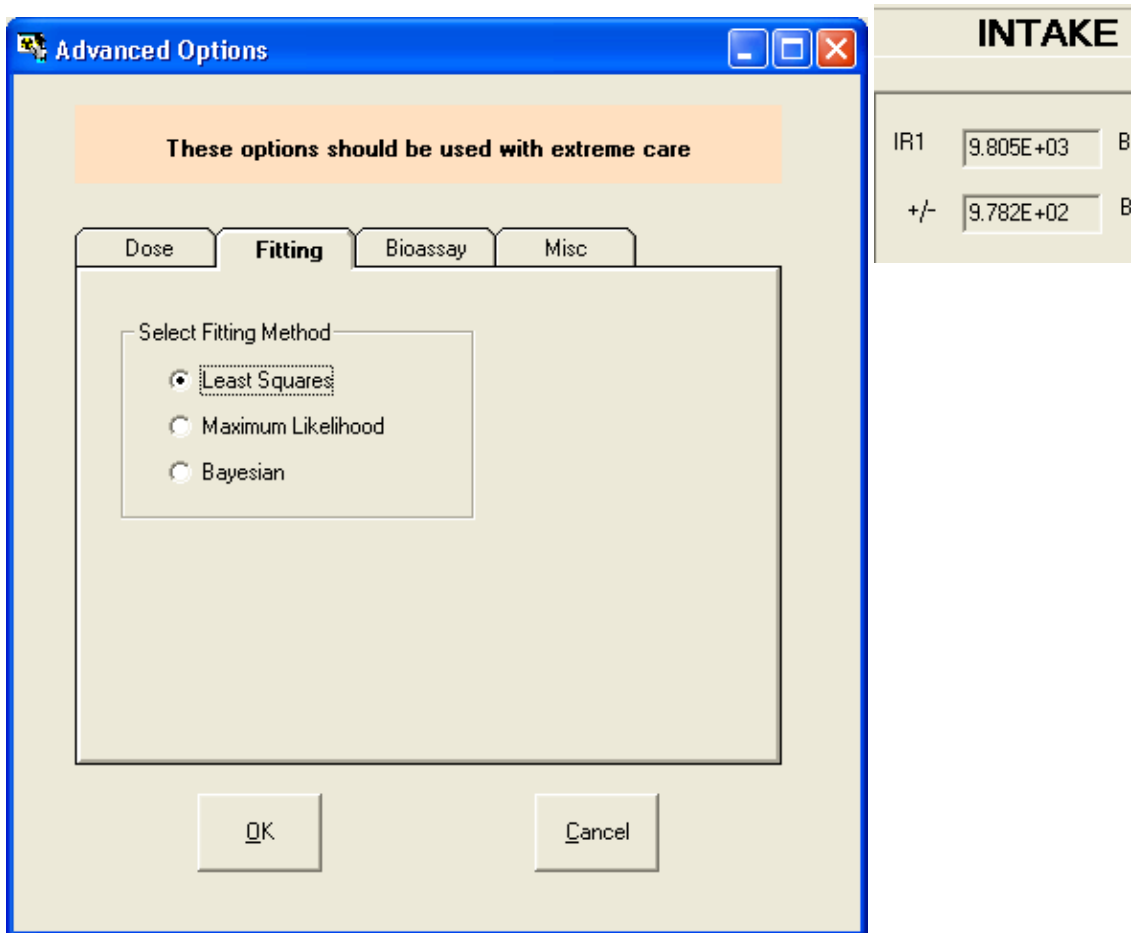 Advanced Options
These options should be used with extreme care
Dose Fitting Bioassay Misc
Select Fitting Method
Least Squares
Maximum Likelihood
Bayesian
OK Cancel
INTAKE
IR1 9.805E+03 B
+/- 9.782E+02 B